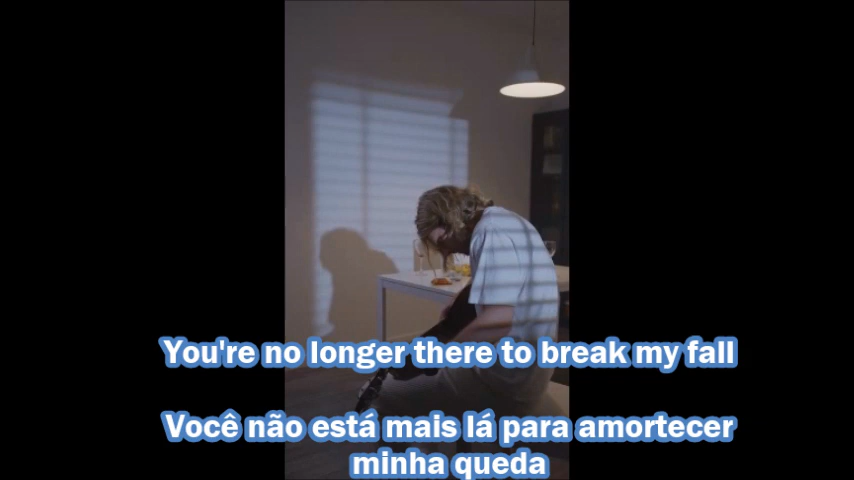 You're no longer there to break my fall
Você não está mais lá para amortecer
minha queda